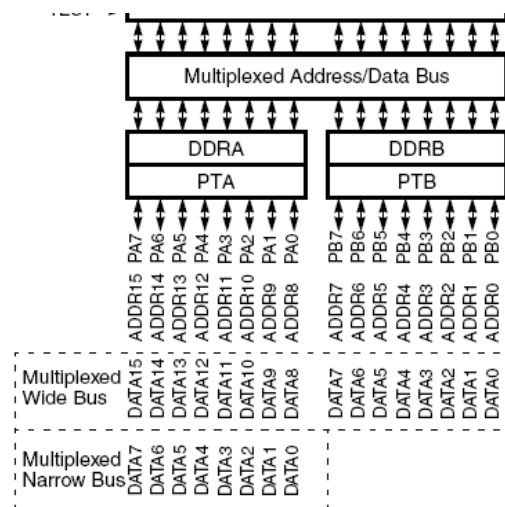 Multiplexed Address/Data Bus
DDRA DDRB
PTA PTB
PA7 PA6 PA5 PA4 PA3 PA2 PA1 PA0 PB7 PB6 PB5 PB4 PB3 PB2 PB1 PB0
ADDR15 ADDR14 ADDR13 ADDR12 ADDR11 ADDR10 ADDR9 ADDR8 ADDR7 ADDR6 ADDR5 ADDR4 ADDR3 ADDR2 ADDR1 ADDR0
Multiplexed
Wide Bus
DATA15 DATA14 DATA13 DATA12 DATA11 DATA10 DATA9 DATA8 DATA7 DATA6 DATA5 DATA4 DATA3 DATA2 DATA1 DATA0
Multiplexed
Narrow Bus
DATA7 DATA6 DATA5 DATA4 DATA3 DATA2 DATA1 DATA0